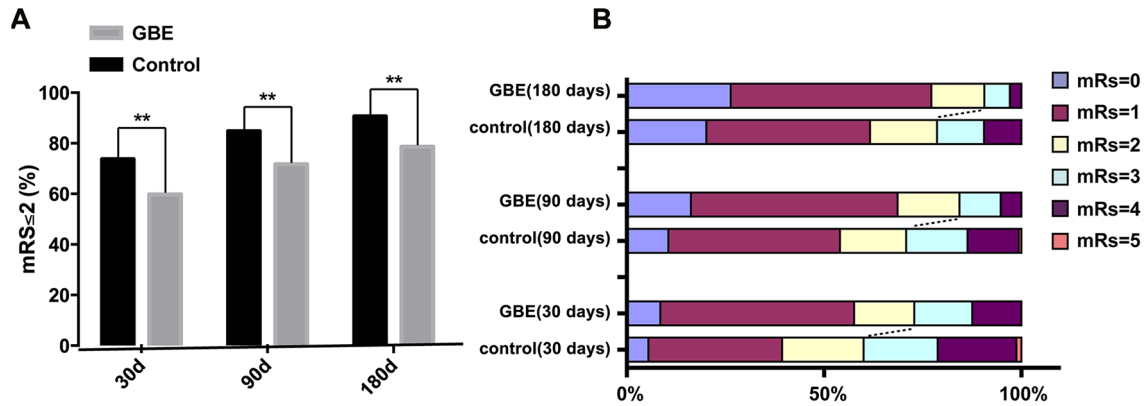 A
GBE
Control
mRS≤2 (%)
100
80
60
40
20
0
**
**
**
30d
90d
180d
B
GBE(180 days)
control(180 days)
GBE(90 days)
control(90 days)
GBE(30 days)
control(30 days)
0%
50%
100%
mRs=0
mRs=1
mRs=2
mRs=3
mRs=4
mRs=5